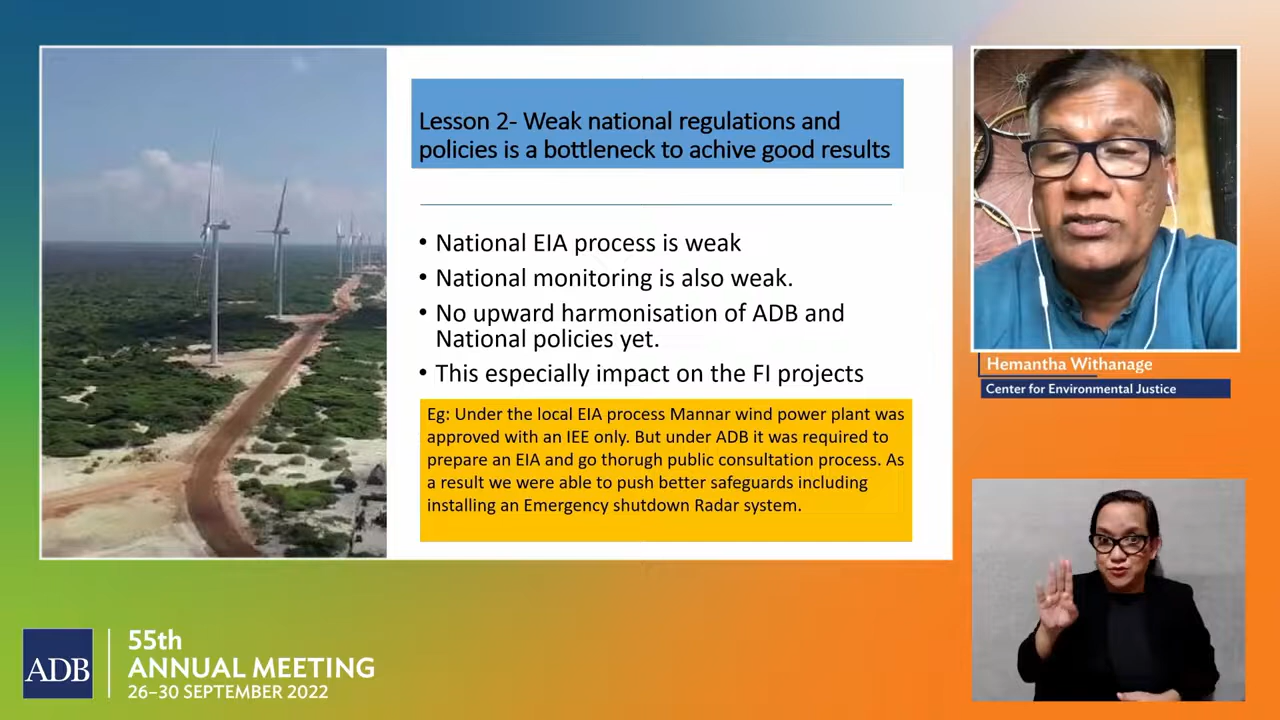 Lesson 2- Weak national regulations and
policies is a bottleneck to achive good results
• National EIA process is weak
• National monitoring is also weak.
• No upward harmonisation of ADB and
National policies yet.
• This especially impact on the FI projects
Eg: Under the local EIA process Mannar wind power plant was
approved with an IEE only. But under ADB it was required to
prepare an EIA and go thorugh public consultation process. As
a result we were able to push better safeguards including
installing an Emergency shutdown Radar system.
Hemantha Withanage
Center for Environmental Justice
ADB
55th
ANNUAL MEETING
26–30 SEPTEMBER 2022